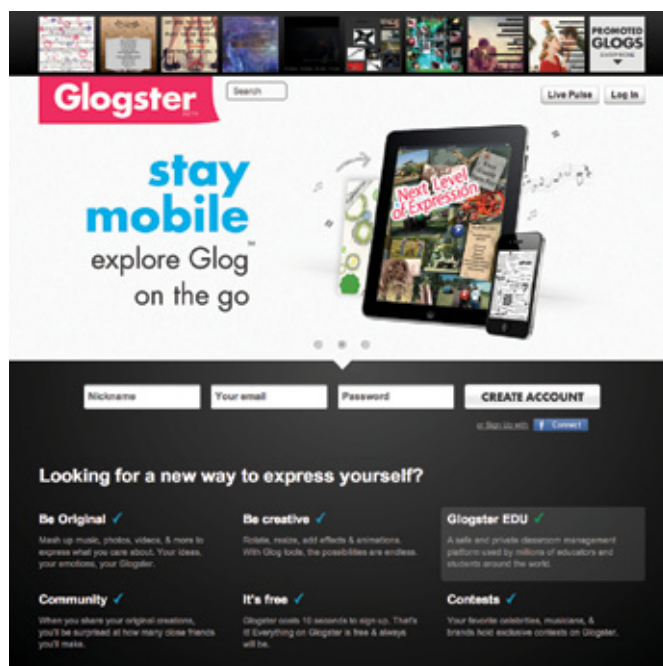 PROMOTED
GLOGS
Glogster
Search
Live Pulse
Log In
stay
mobile
explore Glog™
on the go
Next Level
of Expression
Nickname
Your email
Password
CREATE ACCOUNT
or Sign Up with
f Connect
Looking for a new way to express yourself?
Be Original ✓
Mash up music, photos, videos, & more to
express what you care about. Your ideas,
your emotions, your Glogster.
Be creative ✓
Rotate, resize, add effects & animations.
With Glog tools, the possibilities are endless.
Glogster EDU ✓
A safe and private classroom management
platform used by millions of educators and
students around the world.
Community ✓
When you share your original creations,
you'll be surprised at how many close friends
you'll make.
It's free ✓
Glogster costs 10 seconds to sign up. That's
it! Everything on Glogster is free & always
will be.
Contests ✓
Your favorite celebrities, musicians, &
brands hold exclusive contests on Glogster.